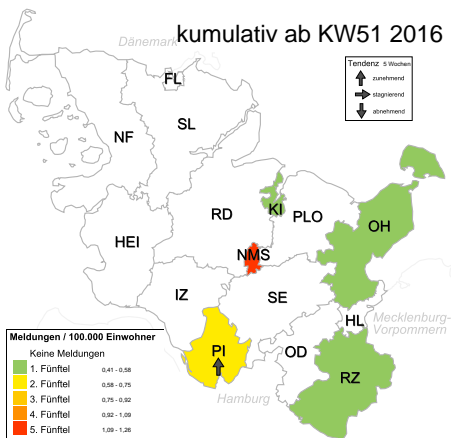 kumulativ ab KW51 2016
Dänemark
Tendenz 5 Wochen
zunehmend
stagnierend
abnehmend
FL
NF
SL
KI
RD
PLO
OH
HEI
NMS
IZ
SE
HL
Mecklenburg-
Vorpommern
PI
OD
RZ
Hamburg
Meldungen / 100.000 Einwohner
Keine Meldungen
1. Fünftel 0,41 - 0,58
2. Fünftel 0,58 - 0,75
3. Fünftel 0,75 - 0,92
4. Fünftel 0,92 - 1,09
5. Fünftel 1,09 - 1,26